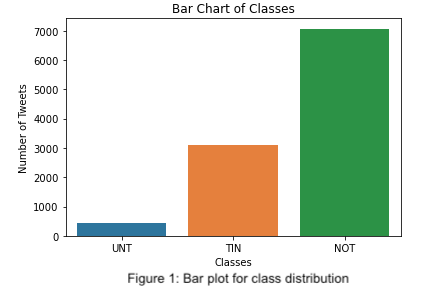 Bar Chart of Classes
Number of Tweets
7000
6000
5000
4000
3000
2000
1000
0
UNT TIN NOT
Classes
Figure 1: Bar plot for class distribution